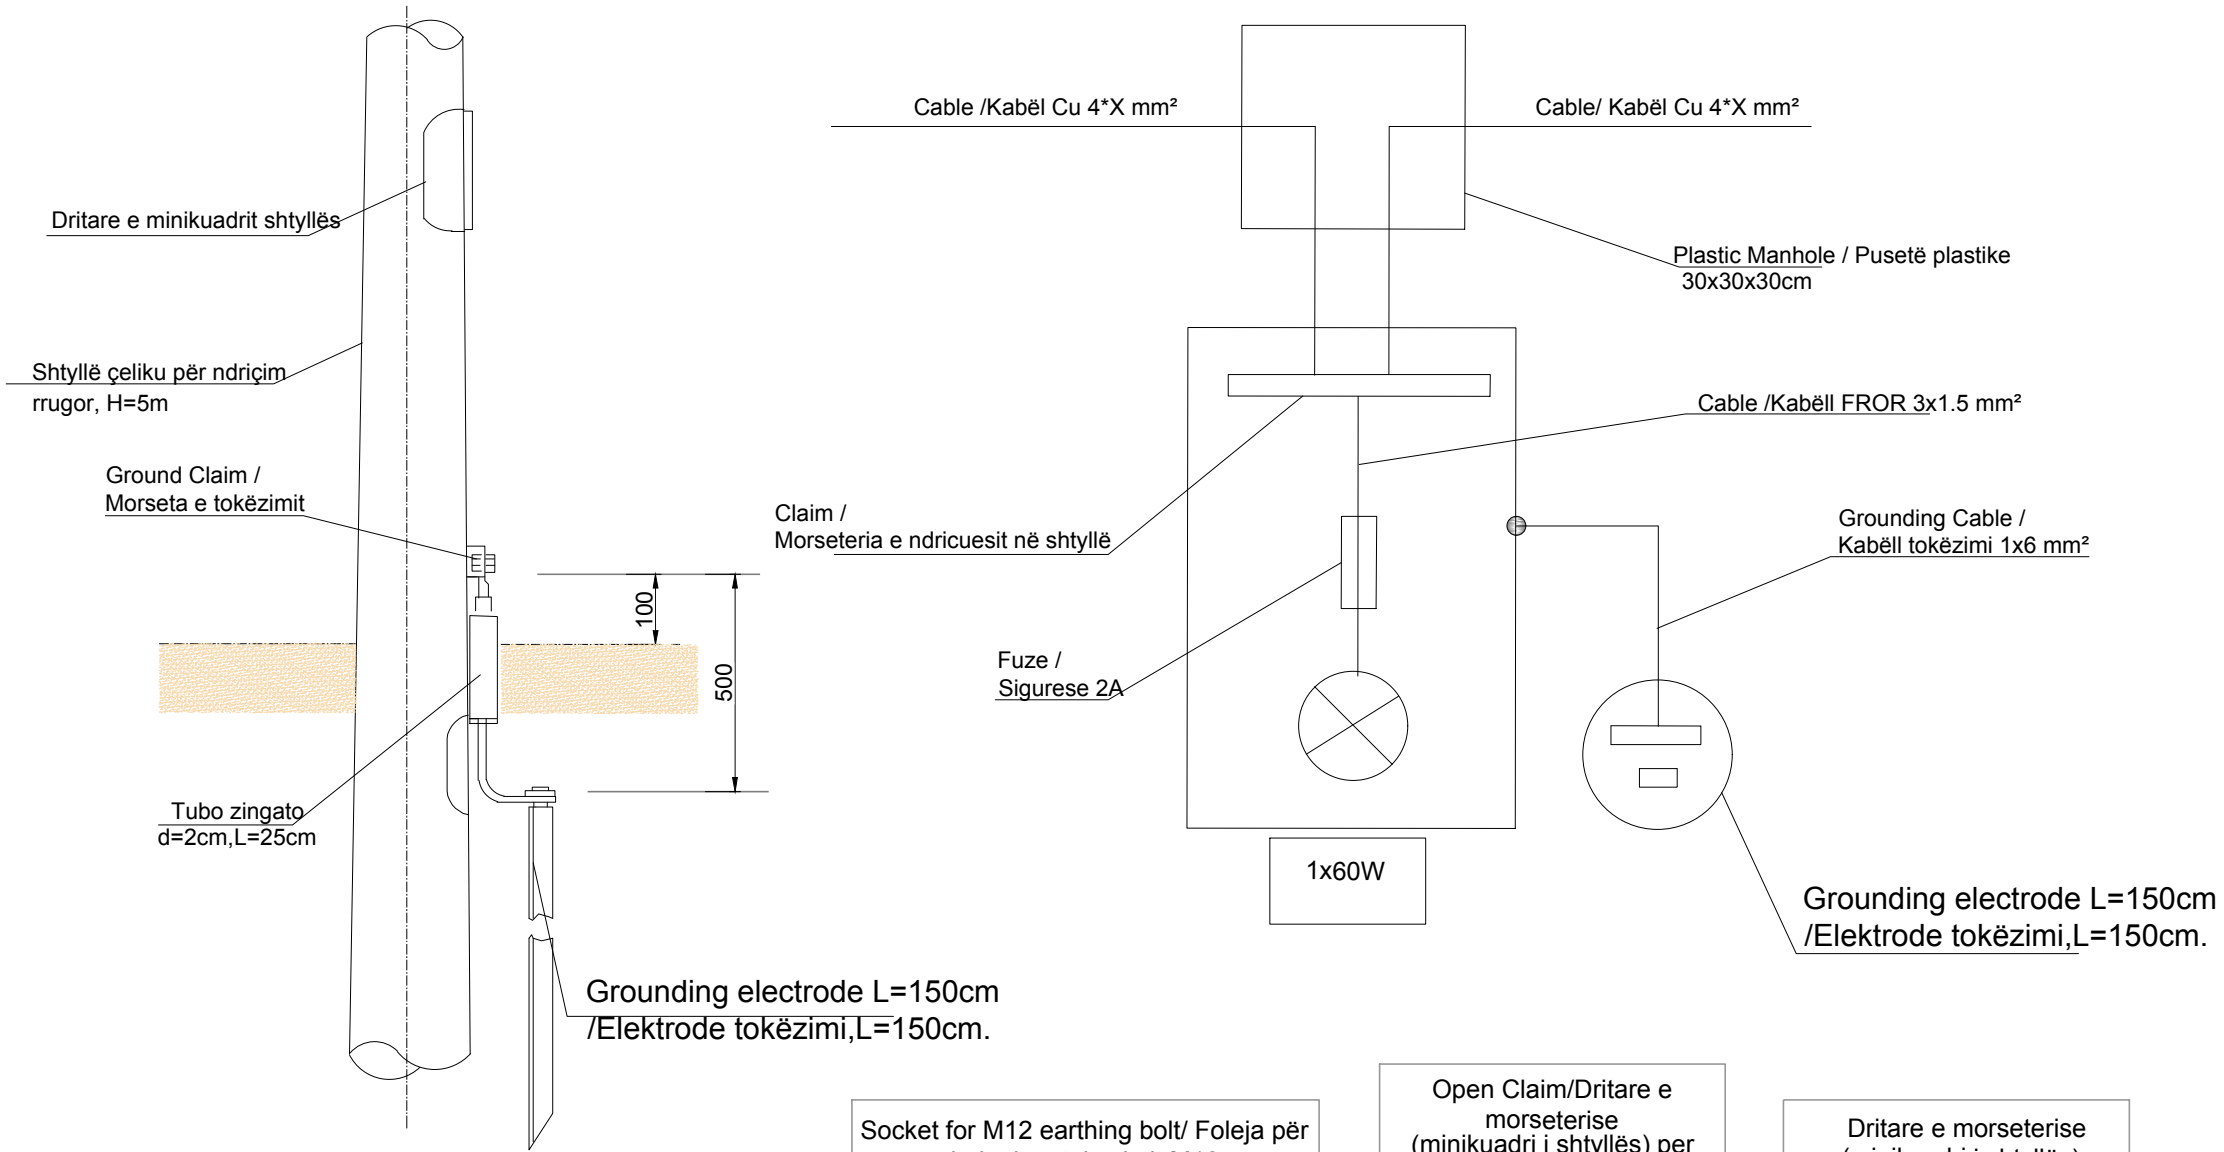 Cable /Kabël Cu 4*X mm²
Cable/ Kabël Cu 4*X mm²
Dritare e minikuadrit shtyllës
Plastic Manhole / Pusetë plastike
30x30x30cm
Shtyllë çeliku për ndriçim
rrugor, H=5m
Cable /Kabëll FROR 3x1.5 mm²
Ground Claim /
Morseta e tokëzimit
Claim /
Morseteria e ndricuesit në shtyllë
Grounding Cable /
Kabëll tokëzimi 1x6 mm²
100
500
Fuze /
Sigurese 2A
Tubo zingato
d=2cm,L=25cm
1x60W
Grounding electrode L=150cm
/Elektrode tokëzimi,L=150cm.
Grounding electrode L=150cm
/Elektrode tokëzimi,L=150cm.
Socket for M12 earthing bolt/ Foleja për
Open Claim/Dritare e
morseterise
(minikuadri i shtyllës) per
Dritare e morseterise